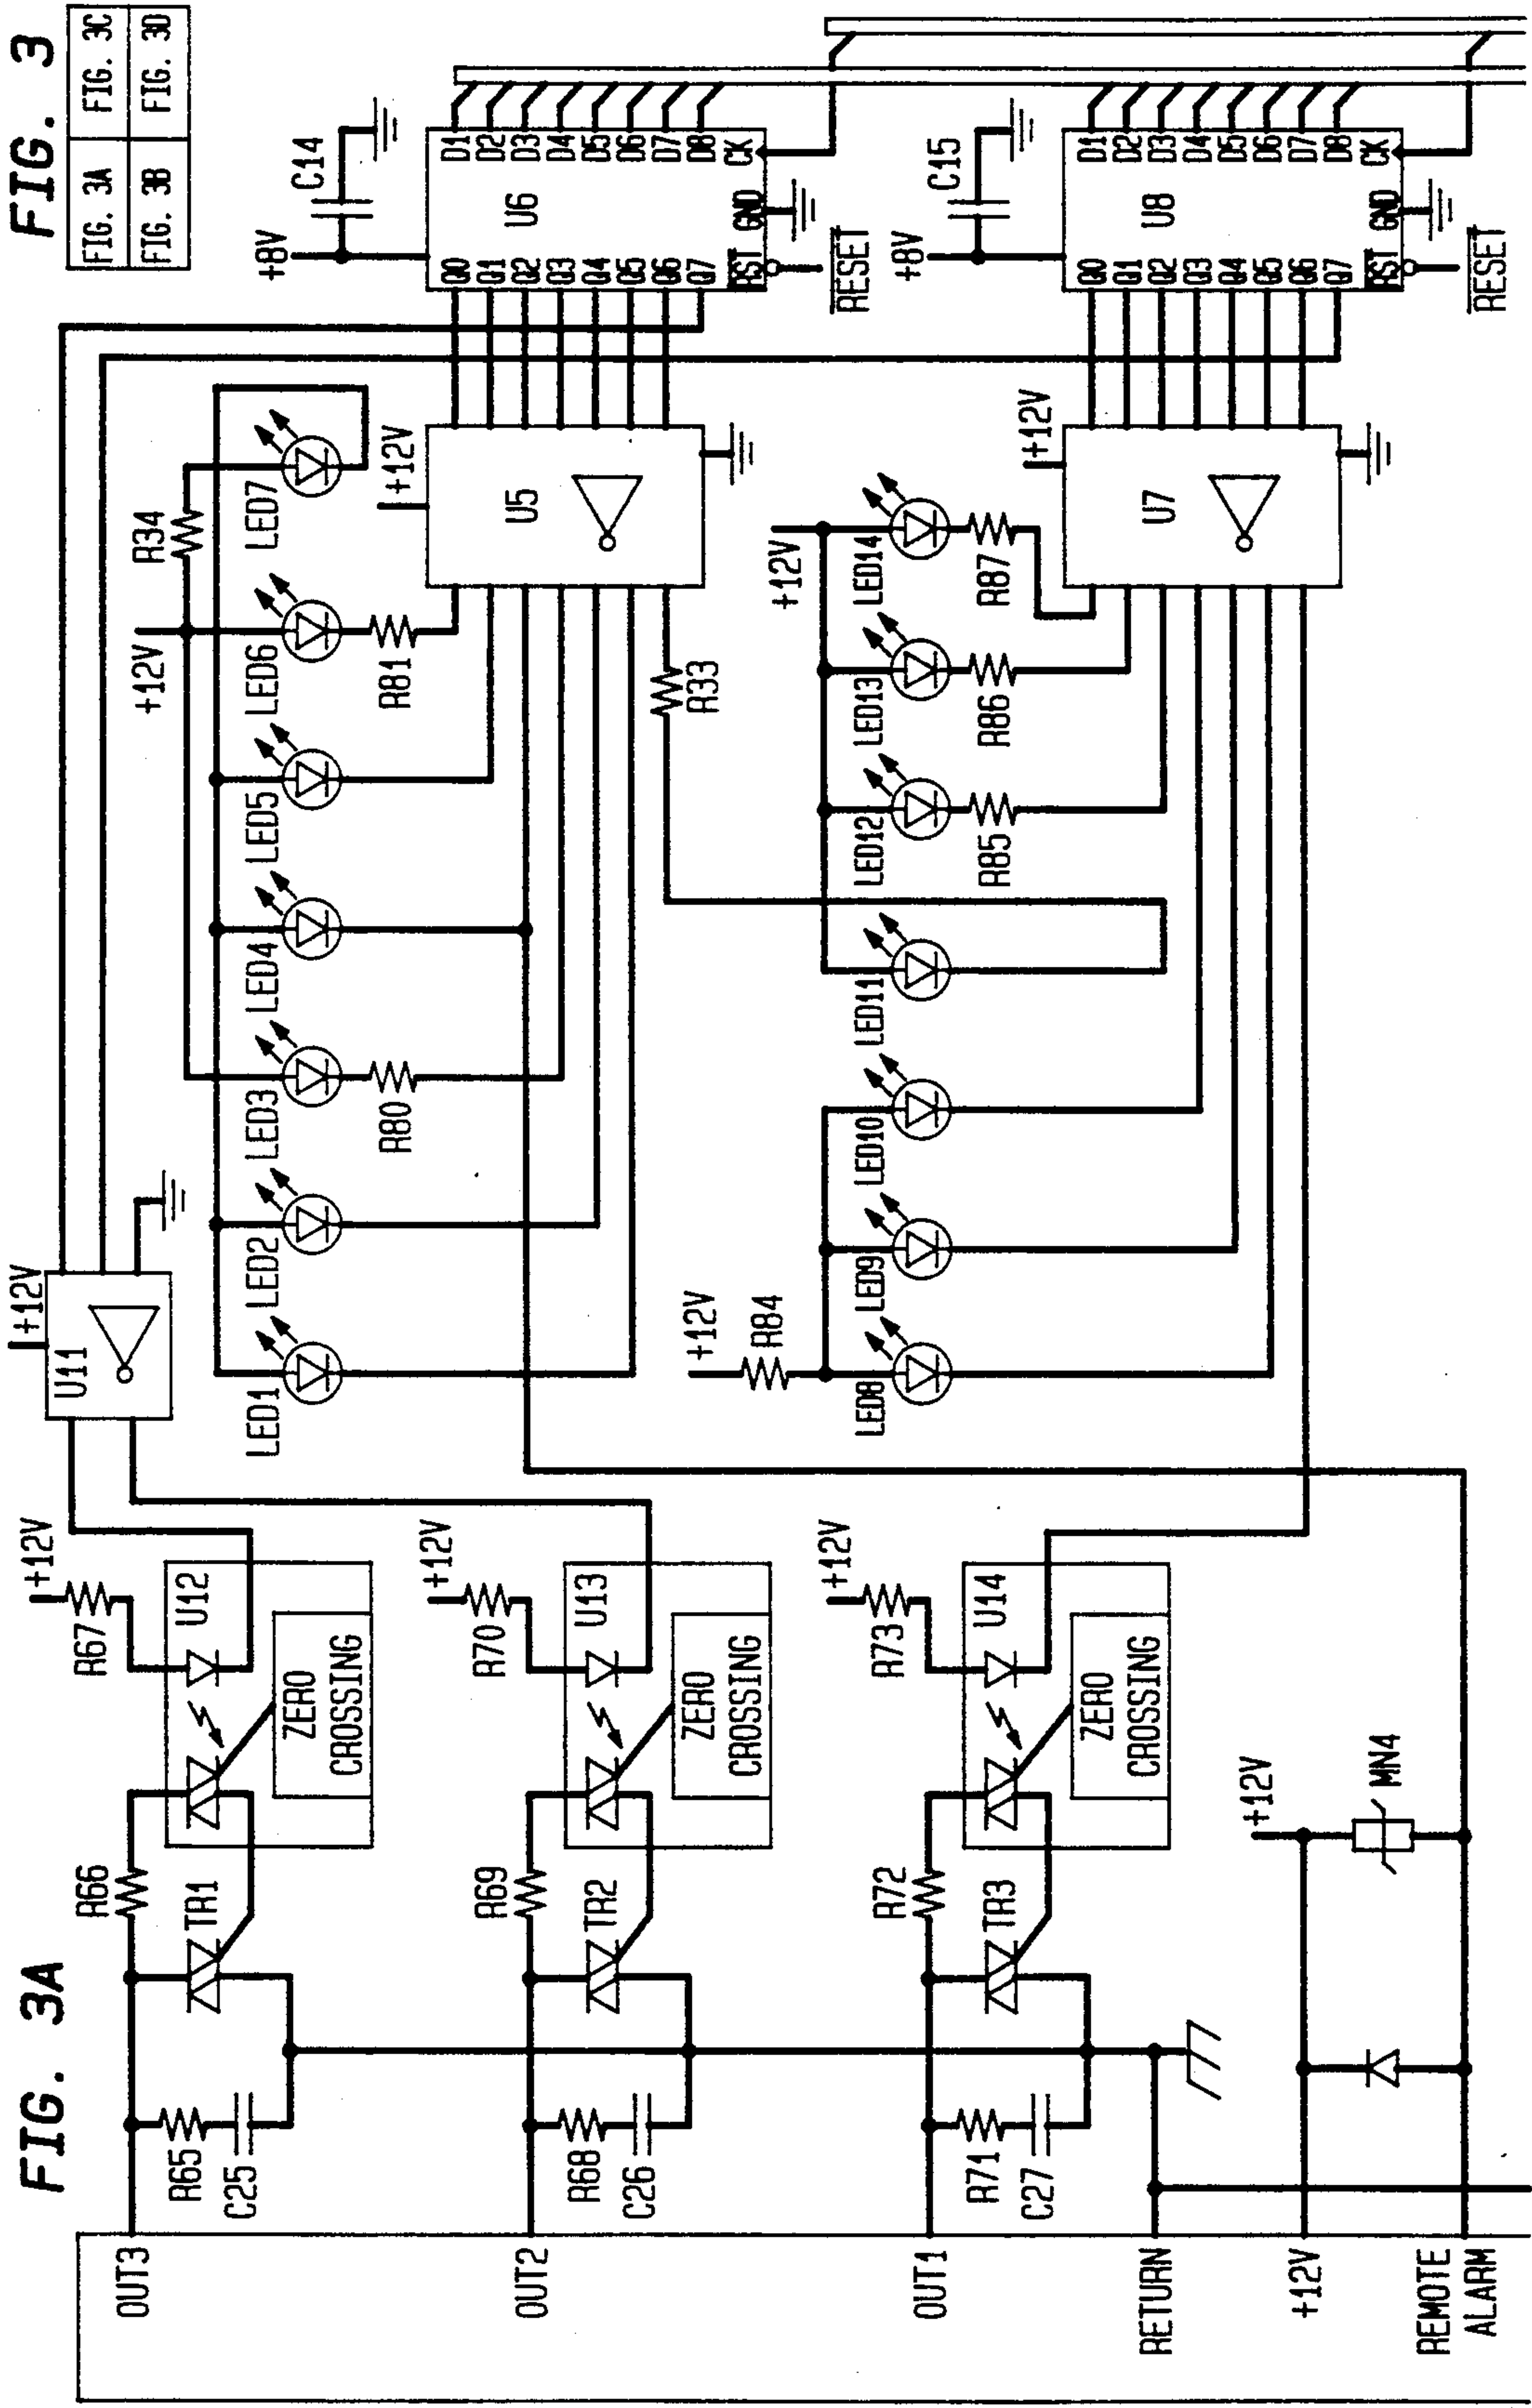 FIG. 3A
FIG. 3
FIG. 3A
FIG. 3C
FIG. 3B
FIG. 3D
OUT3
R65
C25
R66
TR1
+12V
R67
U12
ZERO
CROSSING
OUT2
R68
C26
R69
TR2
+12V
R70
U13
ZERO
CROSSING
OUT1
R71
C27
R72
TR3
+12V
R73
U14
ZERO
CROSSING
RETURN
+12V
REMOTE
ALARM
+12V
MN4
+12V
U11
LED1
LED2
LED3
LED4
LED5
LED6
LED7
+12V
R34
R80
R81
R33
+12V
U5
+12V
R84
LED8
LED9
LED10
LED11
LED12
LED13
LED14
+12V
R85
R86
R87
+12V
U7
+8V
C14
U6
Q0
Q1
Q2
Q3
Q4
Q5
Q6
Q7
D1
D2
D3
D4
D5
D6
D7
D8
RST
GND
CK
RESET
+8V
C15
U8
Q0
Q1
Q2
Q3
Q4
Q5
Q6
Q7
D1
D2
D3
D4
D5
D6
D7
D8
RST
GND
CK
RESET